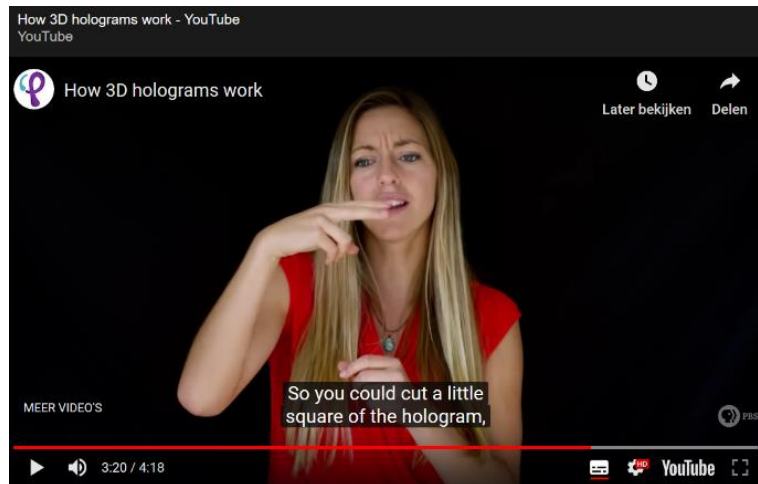 How 3D holograms work - YouTube
YouTube
How 3D holograms work
Later bekijken
Delen
So you could cut a little
square of the hologram,
MEER VIDEO'S
PBS
3:20 / 4:18
HD
YouTube